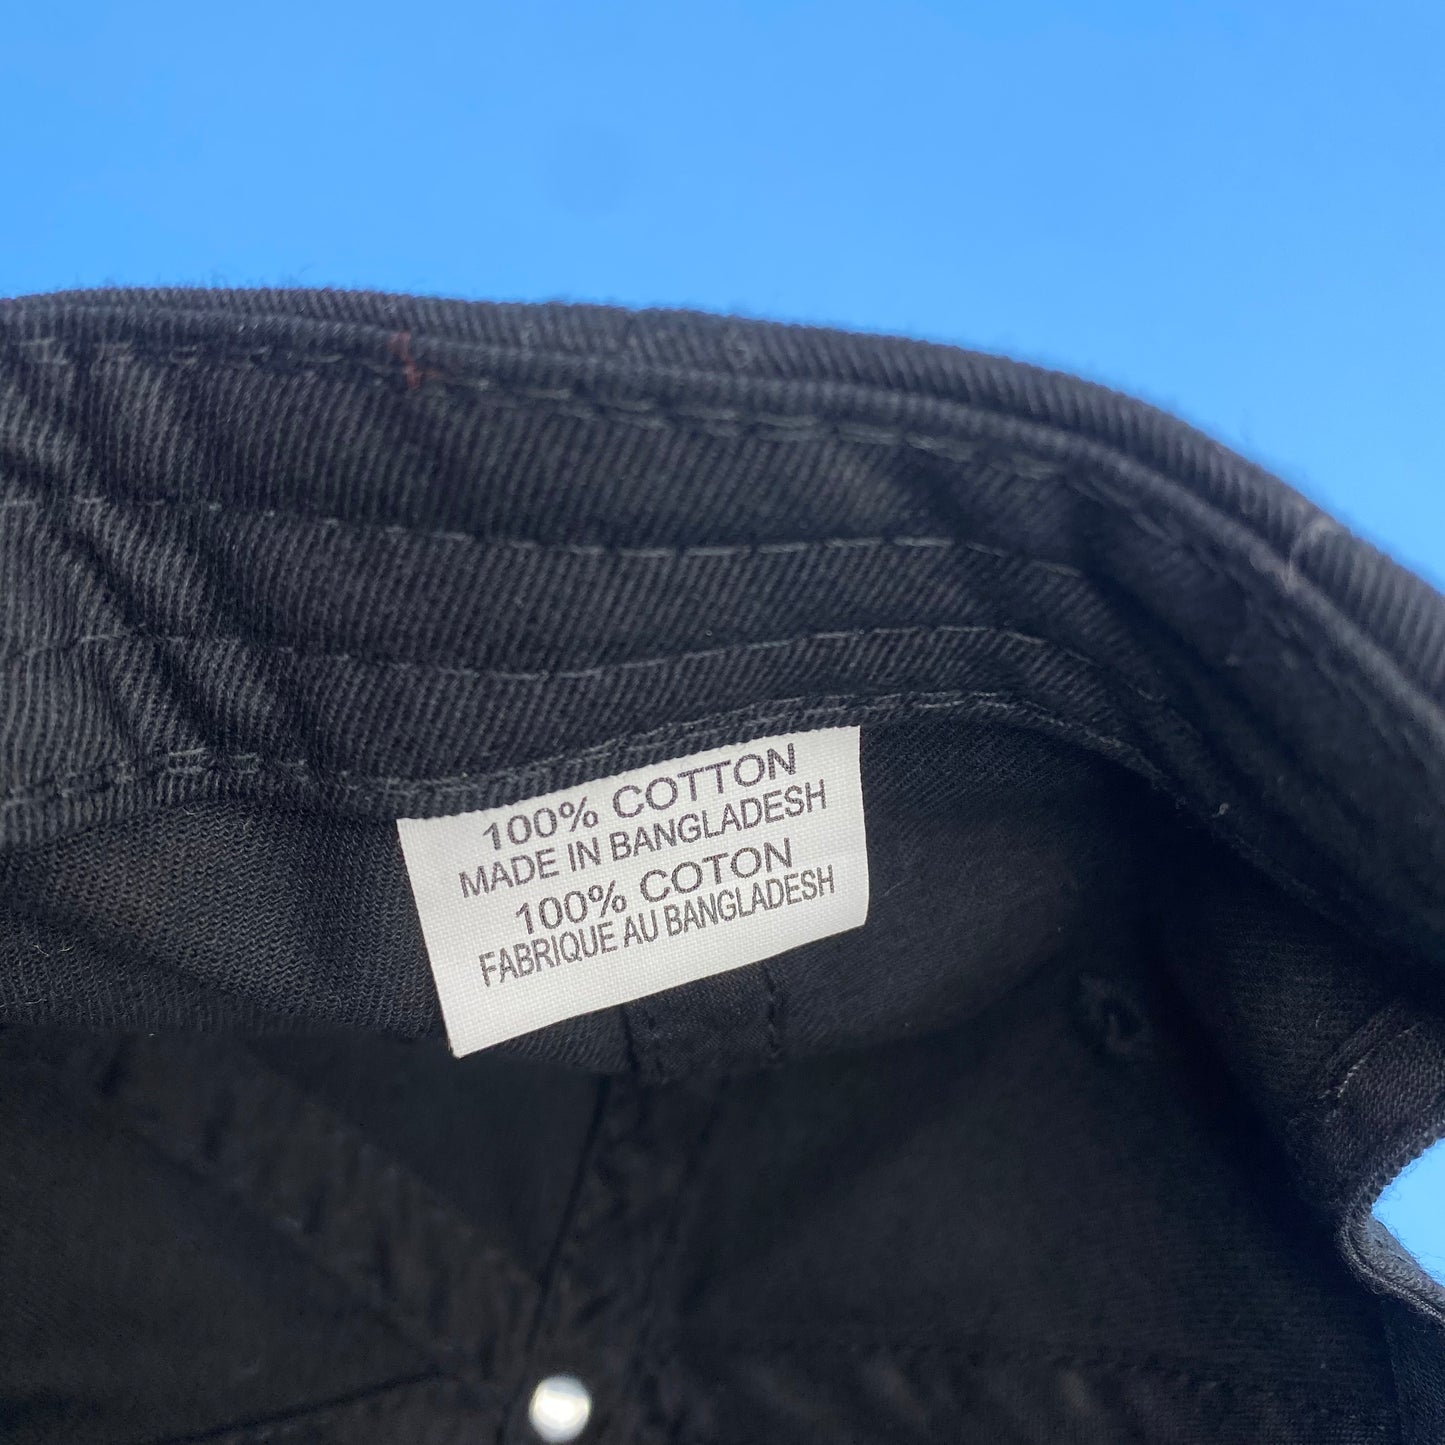 100% COTTON
MADE IN BANGLADESH
100% COTON
FABRIQUE AU BANGLADESH